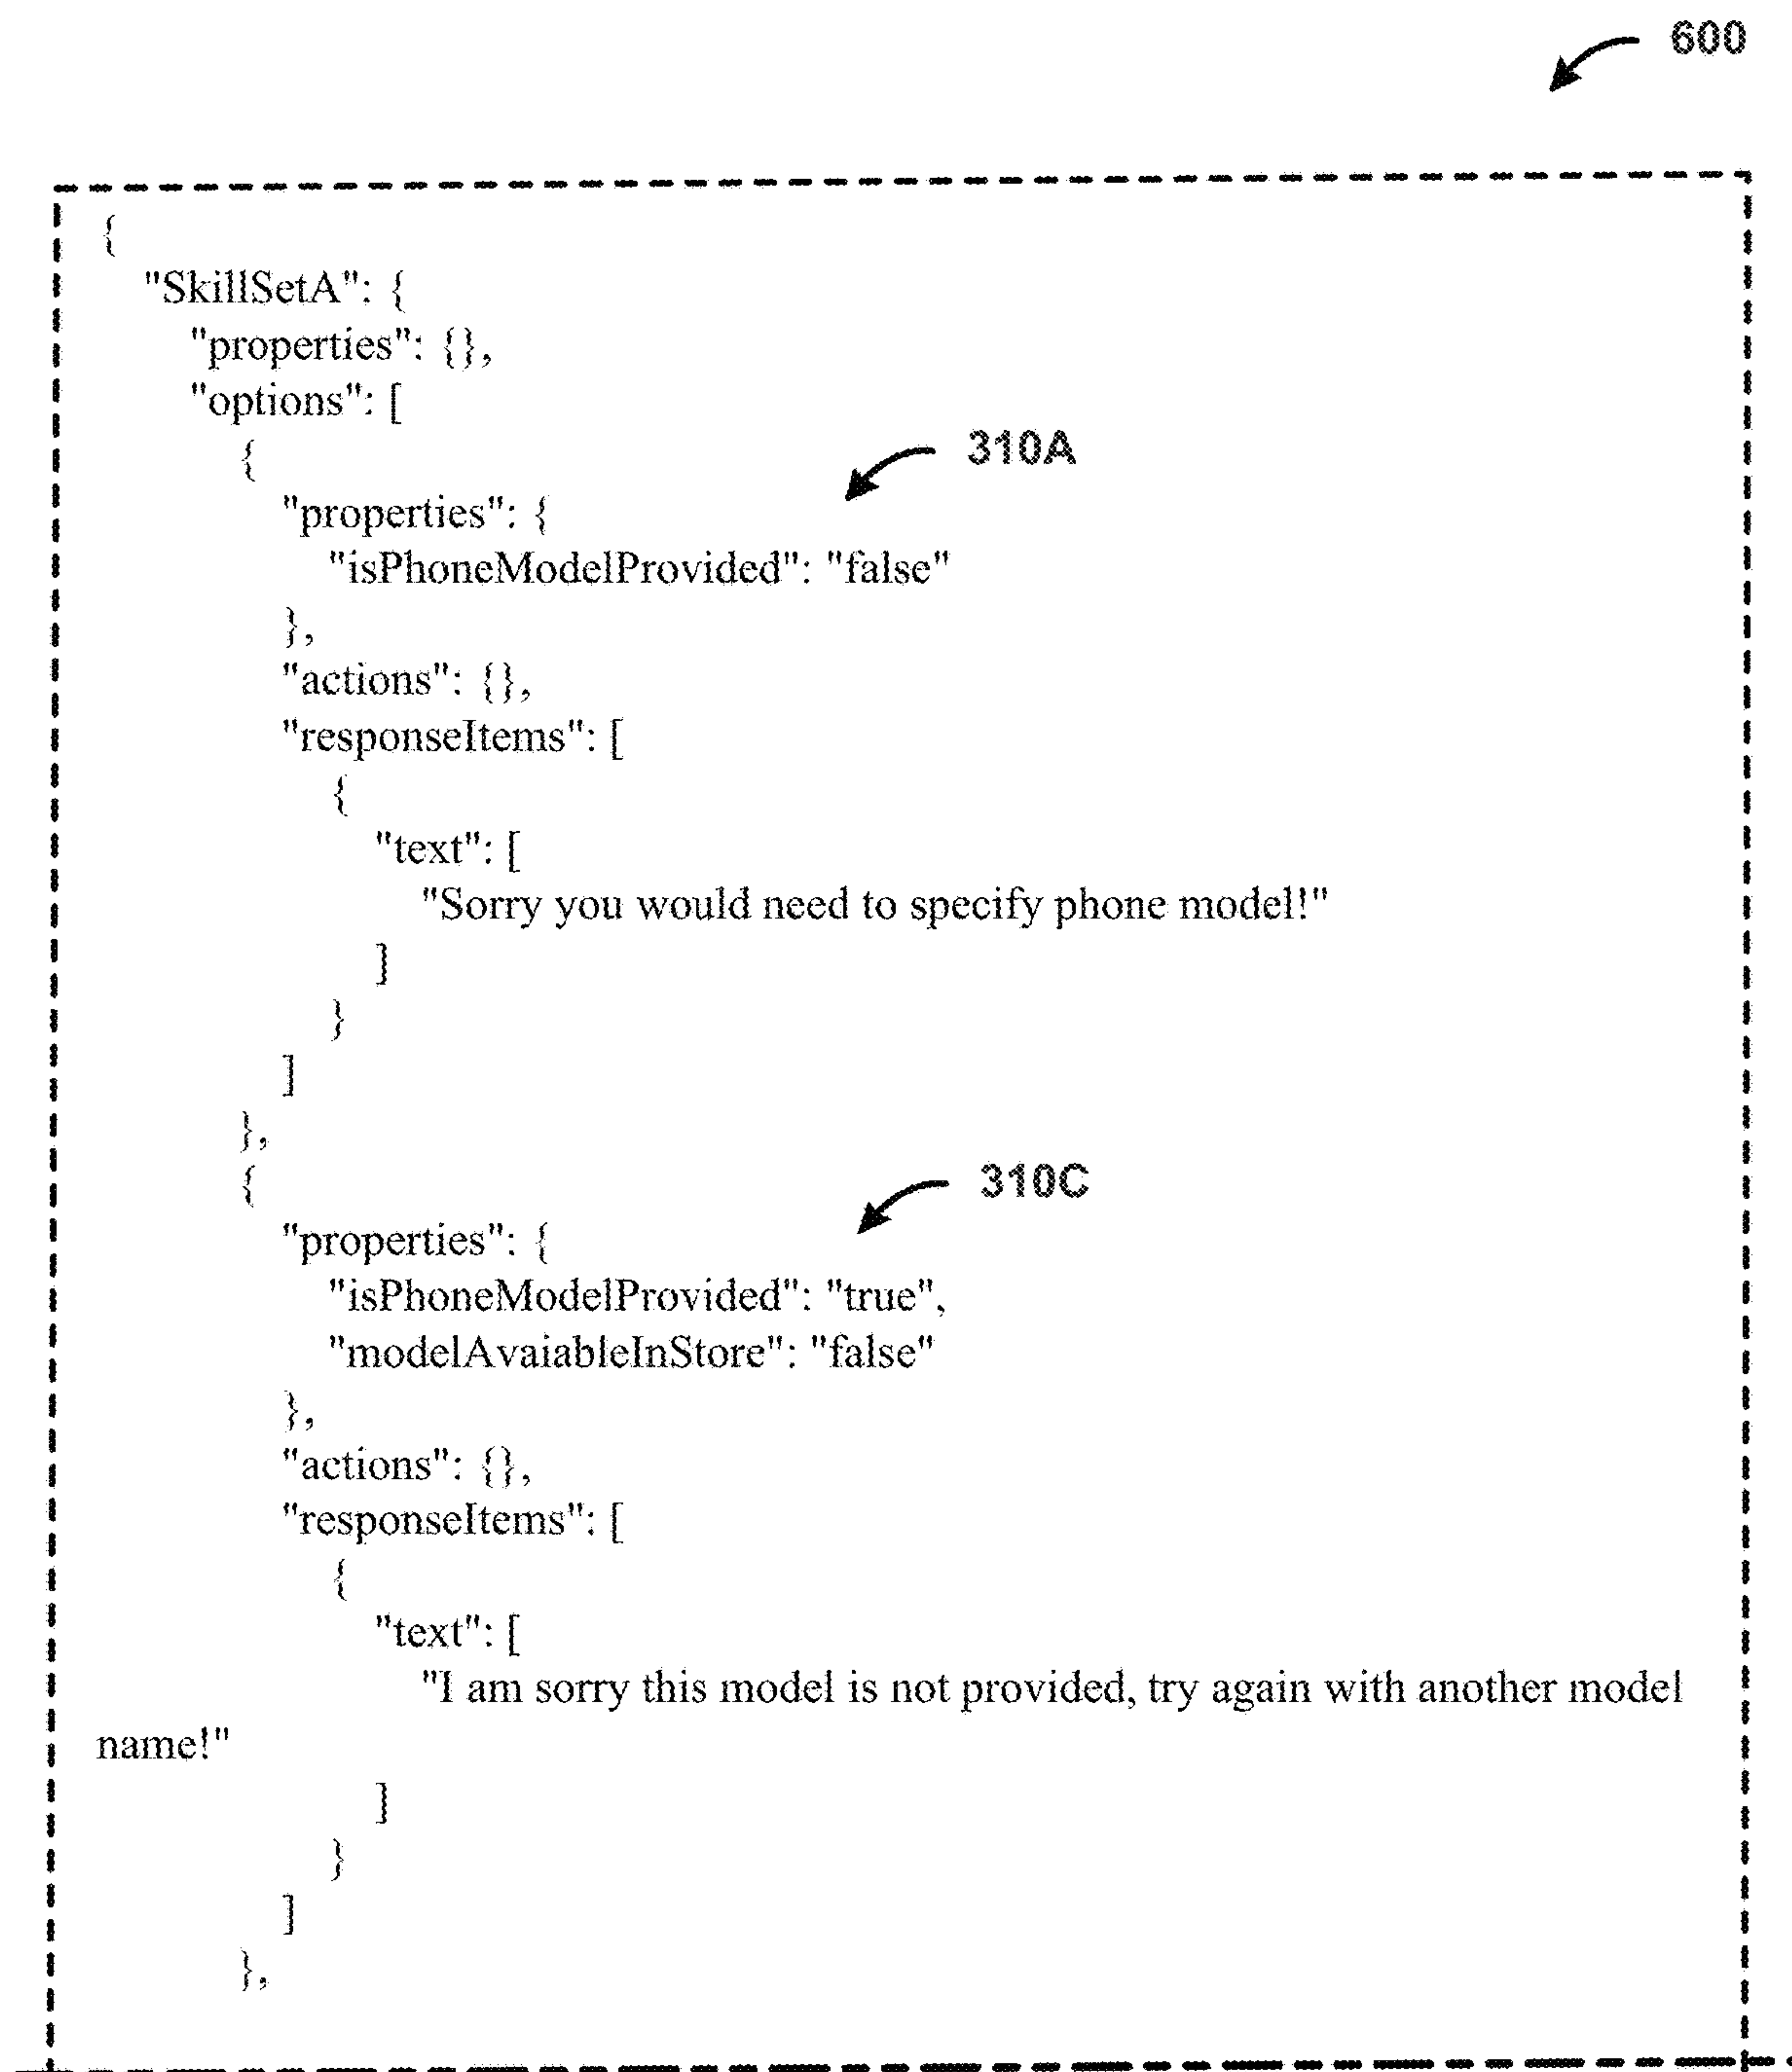 600
{
"SkillSetA": {
"properties": {},
"options": [
{
310A
"properties": {
"isPhoneModelProvided": "false"
},
"actions": {},
"responseItems": [
{
"text": [
"Sorry you would need to specify phone model!"
]
}
]
},
{
310C
"properties": {
"isPhoneModelProvided": "true",
"modelAvaiableInStore": "false"
},
"actions": {},
"responseItems": [
{
"text": [
"I am sorry this model is not provided, try again with another model
name!"
]
}
]
},